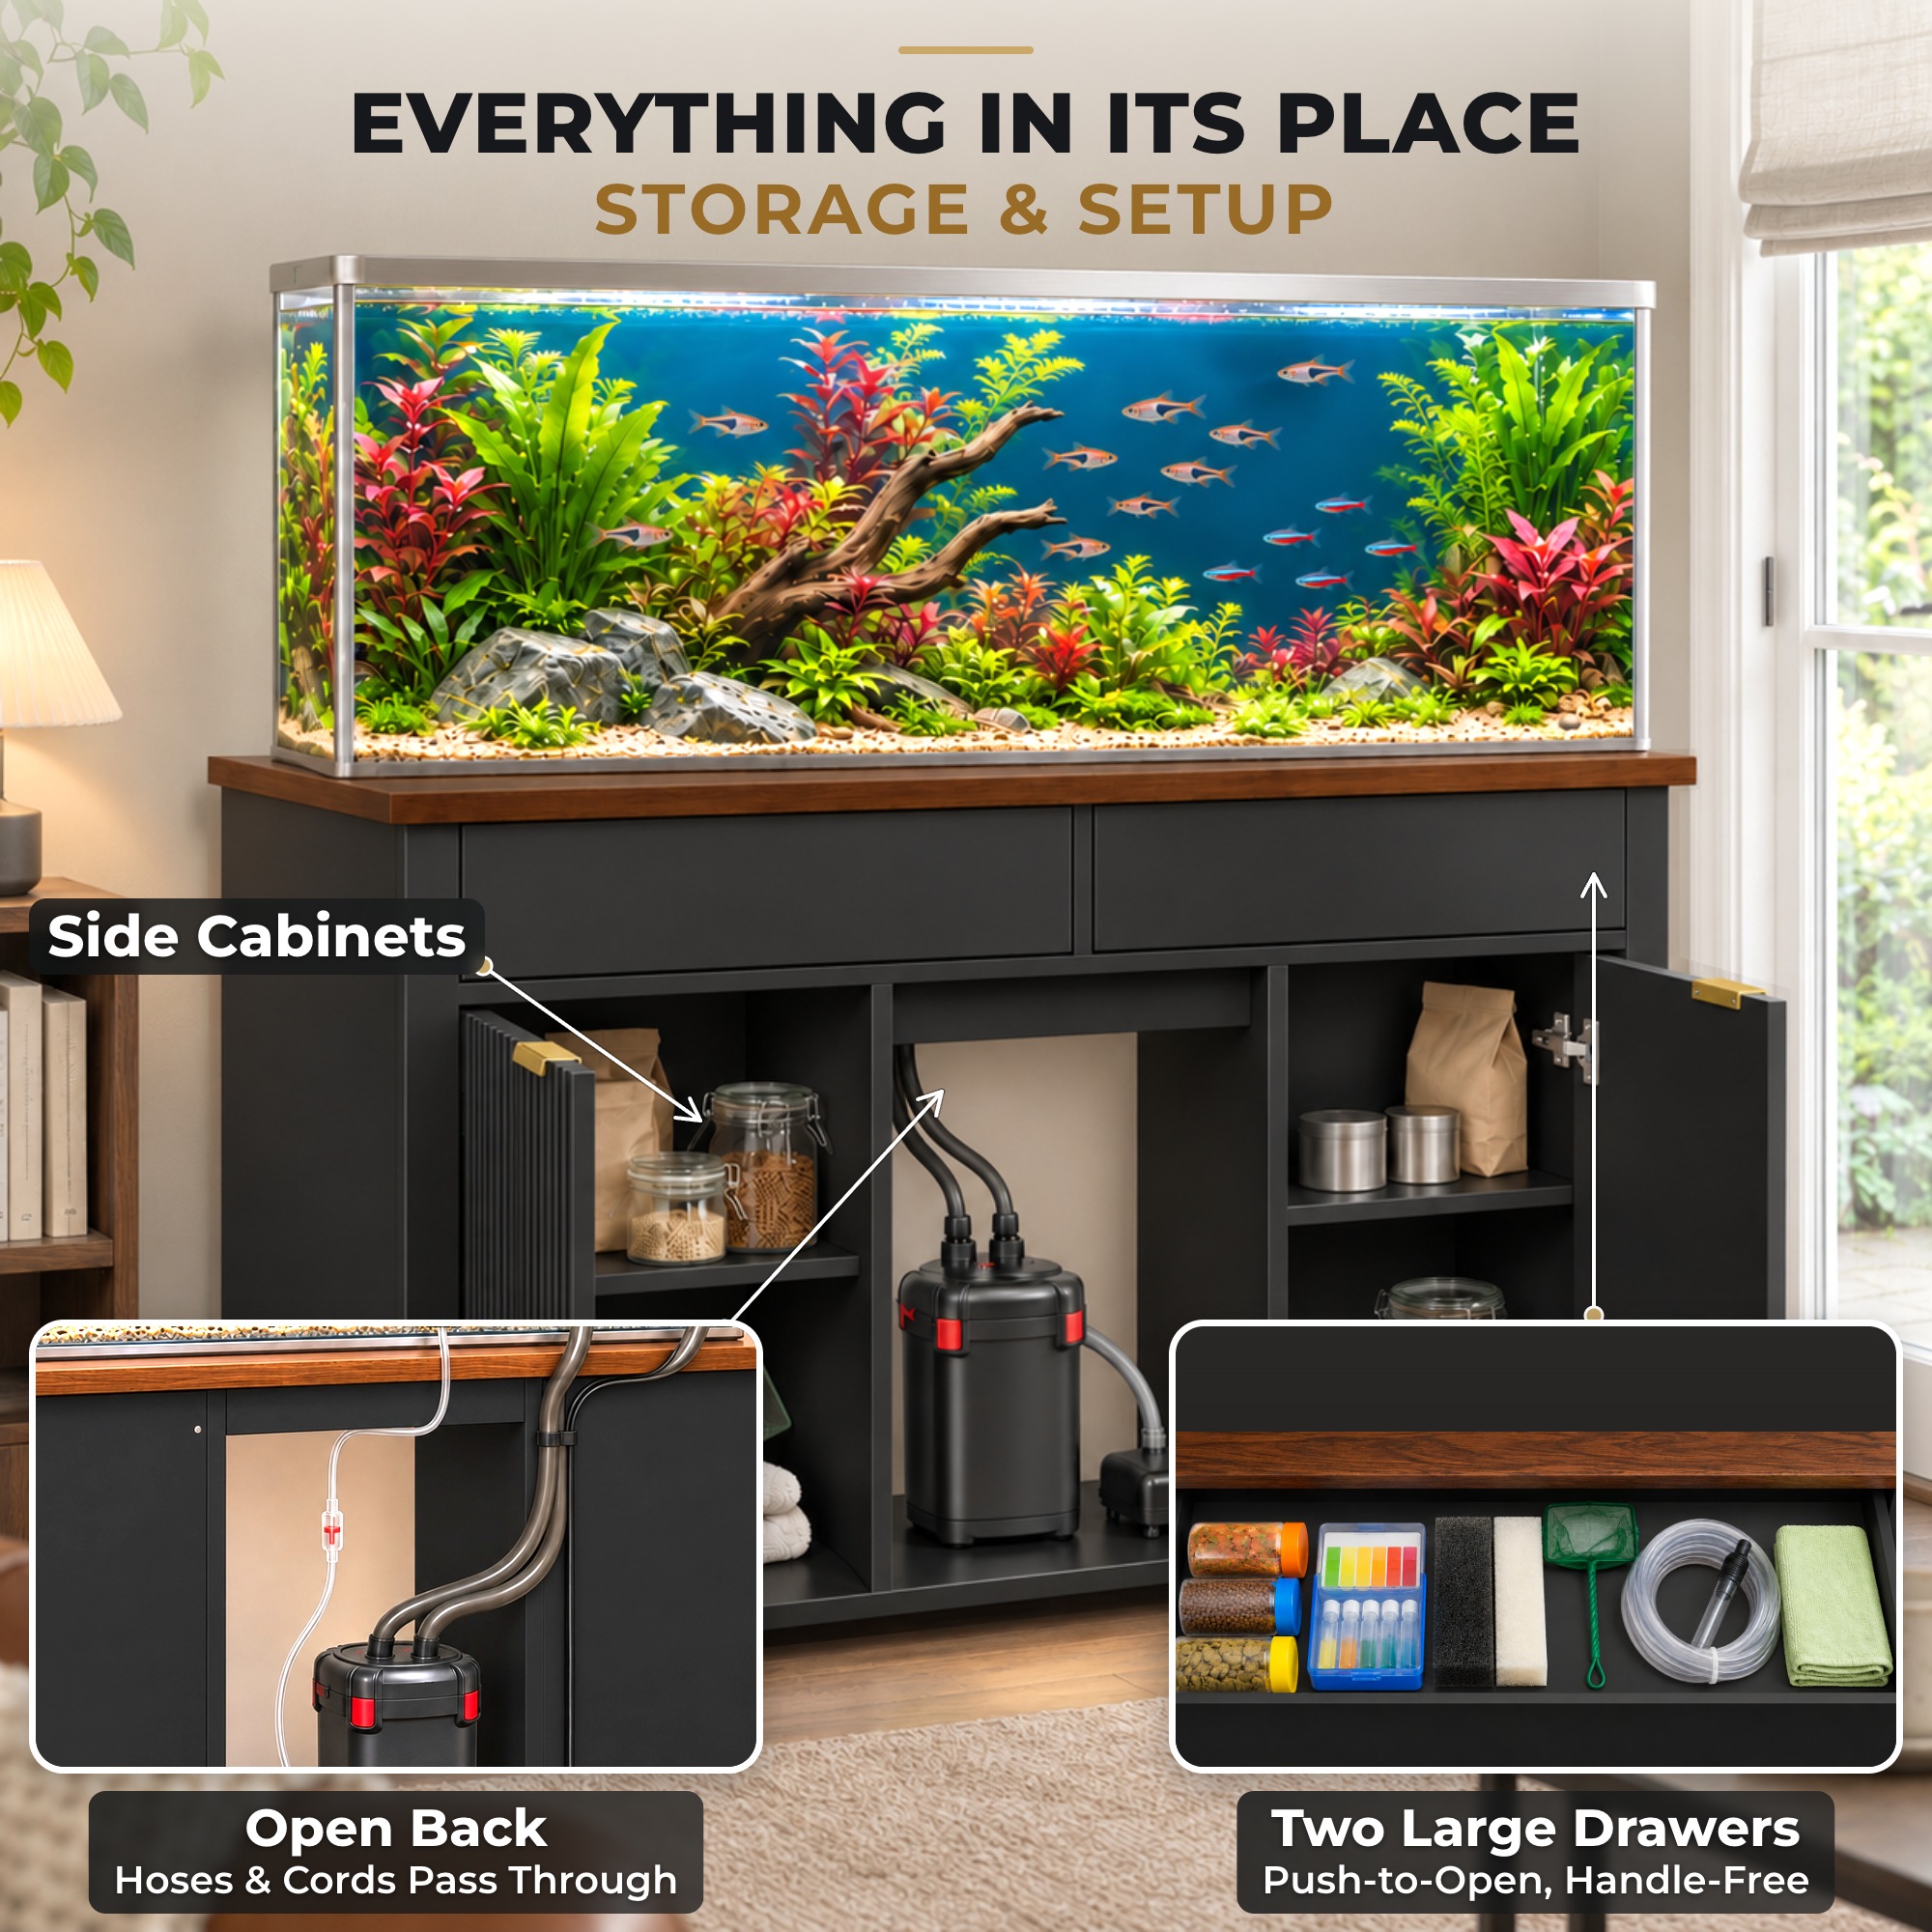 EVERYTHING IN ITS PLACE
STORAGE & SETUP
Side Cabinets
Open Back
Hoses & Cords Pass Through
Two Large Drawers
Push-to-Open, Handle-Free